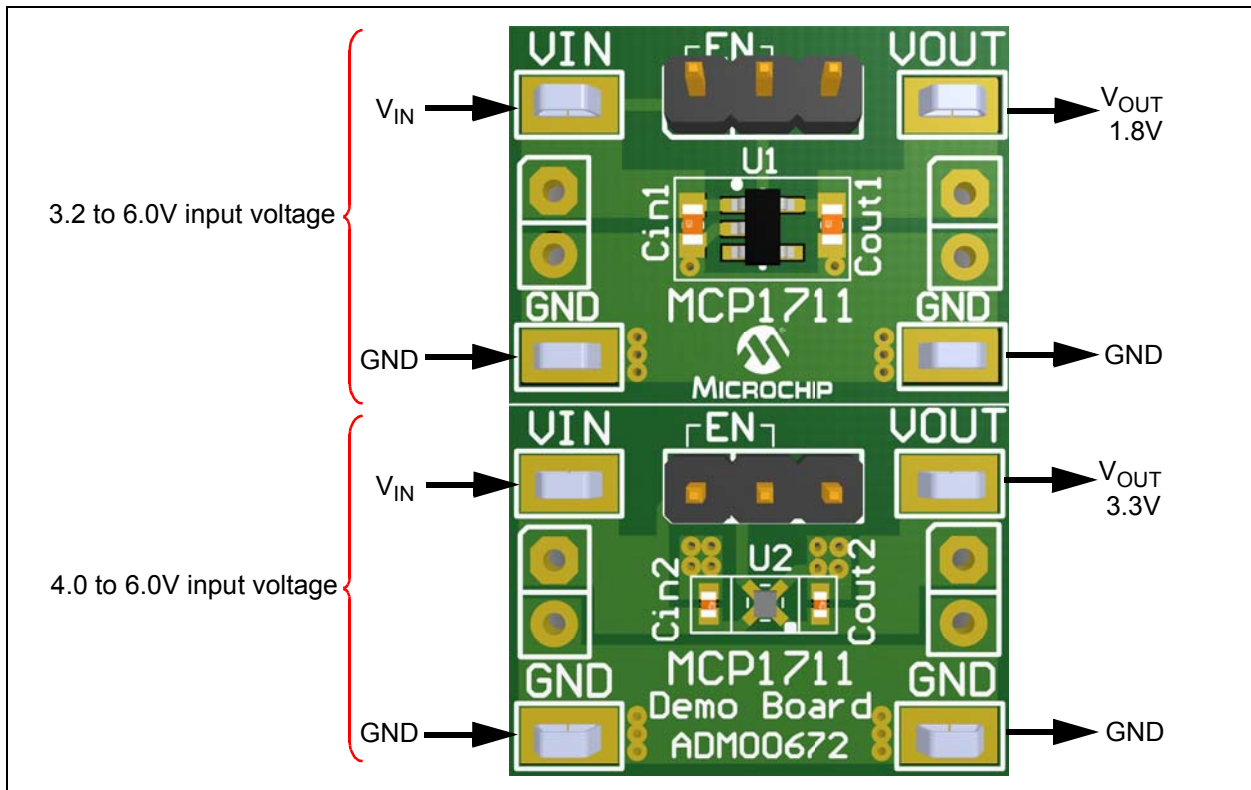 VIN
EN
VOUT
V_IN
V_OUT
1.8V
U1
3.2 to 6.0V input voltage
Cin1
Cout1
GND
MCP1711
GND
GND
MICROCHIP
GND
VIN
EN
VOUT
V_IN
V_OUT
3.3V
U2
4.0 to 6.0V input voltage
Cin2
Cout2
GND
MCP1711
GND
Demo Board
GND
ADM00672
GND